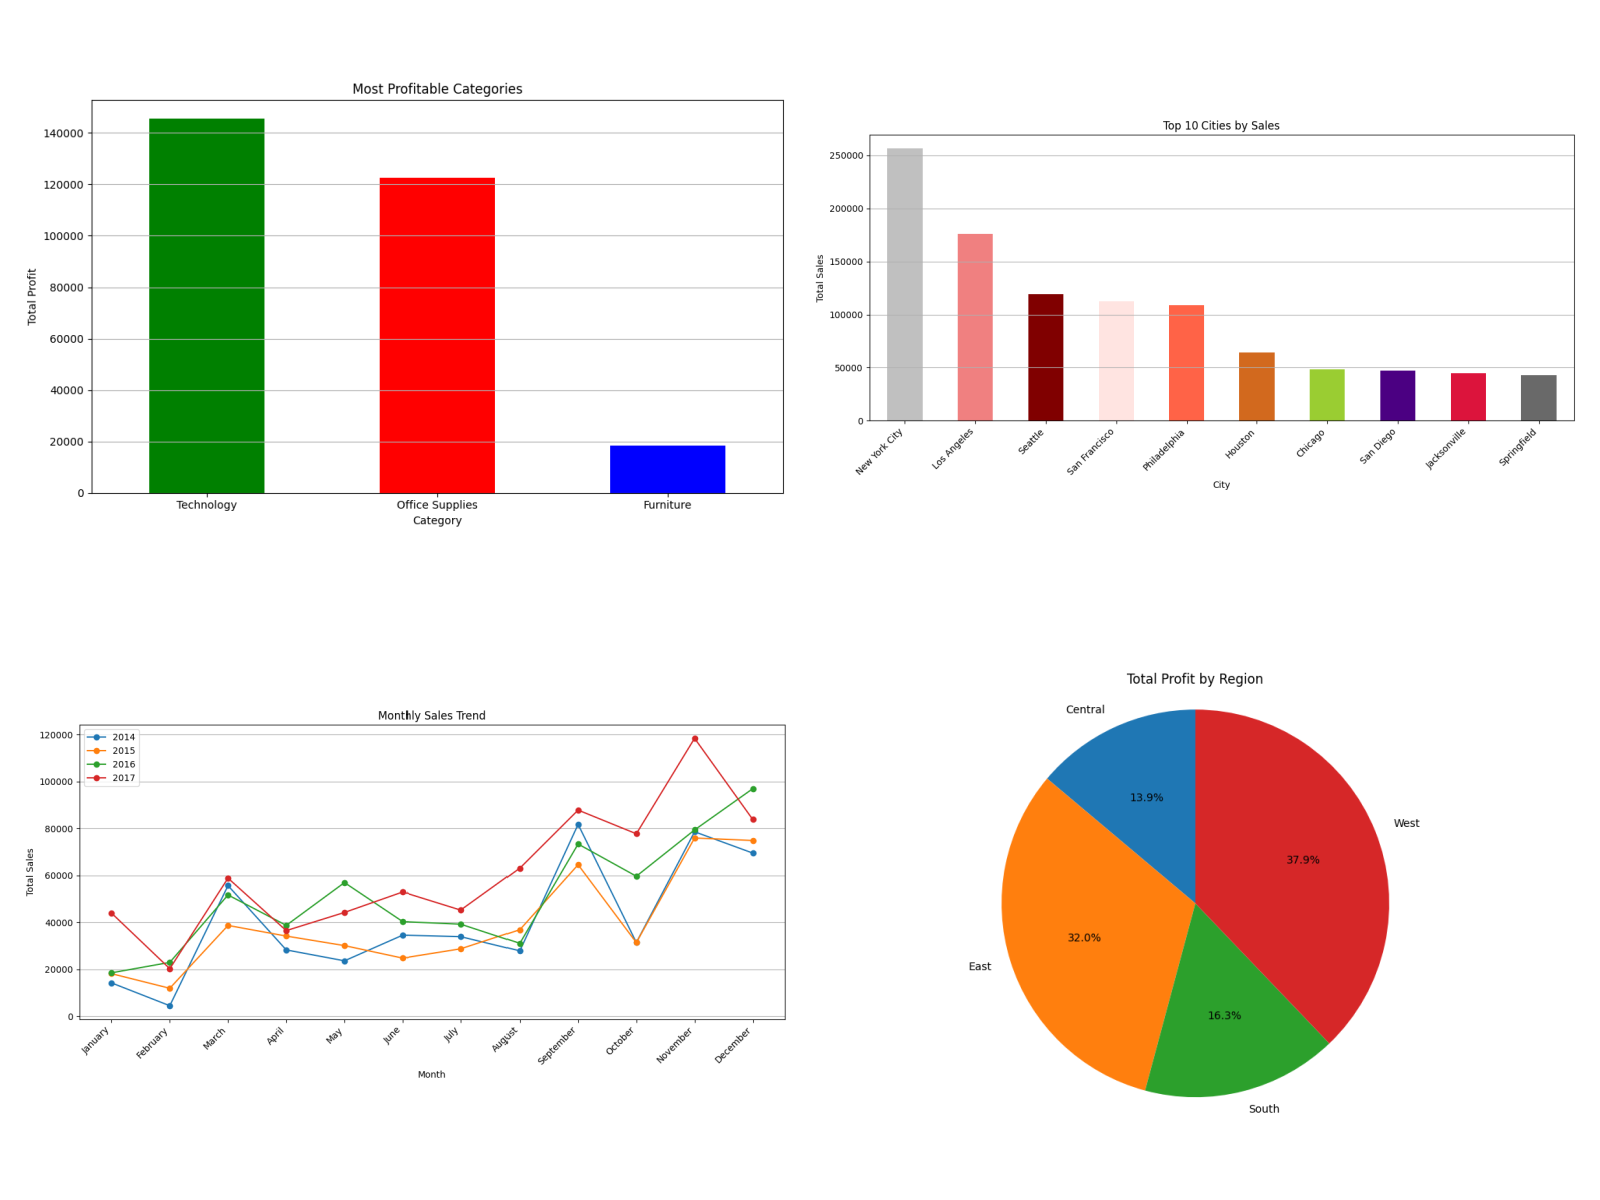 Most Profitable Categories
Total Profit
140000
120000
100000
80000
60000
40000
20000
0
Technology
Office Supplies
Furniture
Category
Top 10 Cities by Sales
Total Sales
250000
200000
150000
100000
50000
0
New York City
Los Angeles
Seattle
San Francisco
Philadelphia
Houston
Chicago
San Diego
Jacksonville
Springfield
City
Monthly Sales Trend
2014
2015
2016
2017
Total Sales
120000
100000
80000
60000
40000
20000
0
January
February
March
April
May
June
July
August
September
October
November
December
Month
Total Profit by Region
Central
13.9%
West
37.9%
32.0%
East
16.3%
South